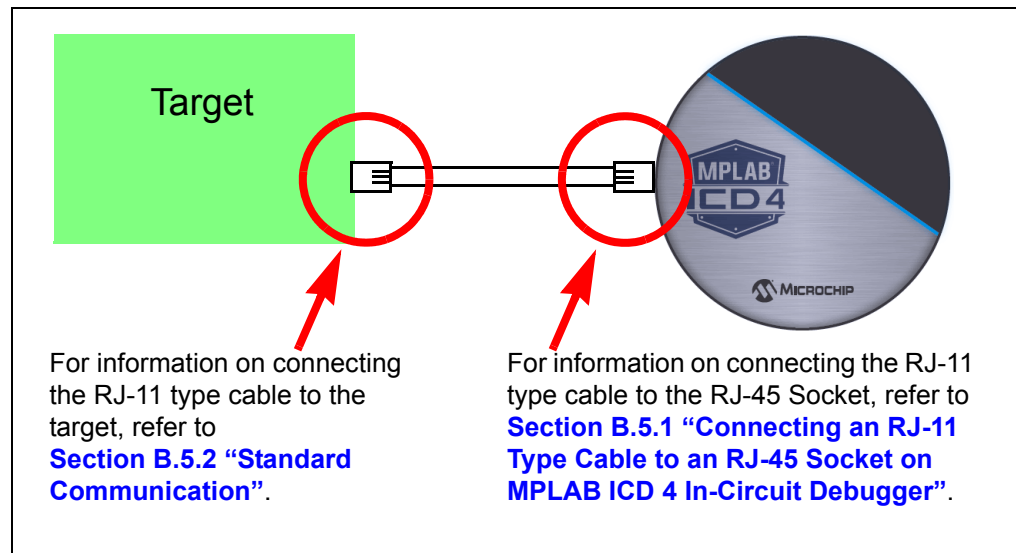 Target
MPLAB
ICD 4
MICROCHIP
For information on connecting
the RJ-11 type cable to the
target, refer to
Section B.5.2 “Standard
Communication”.
For information on connecting the RJ-11
type cable to the RJ-45 Socket, refer to
Section B.5.1 “Connecting an RJ-11
Type Cable to an RJ-45 Socket on
MPLAB ICD 4 In-Circuit Debugger”.